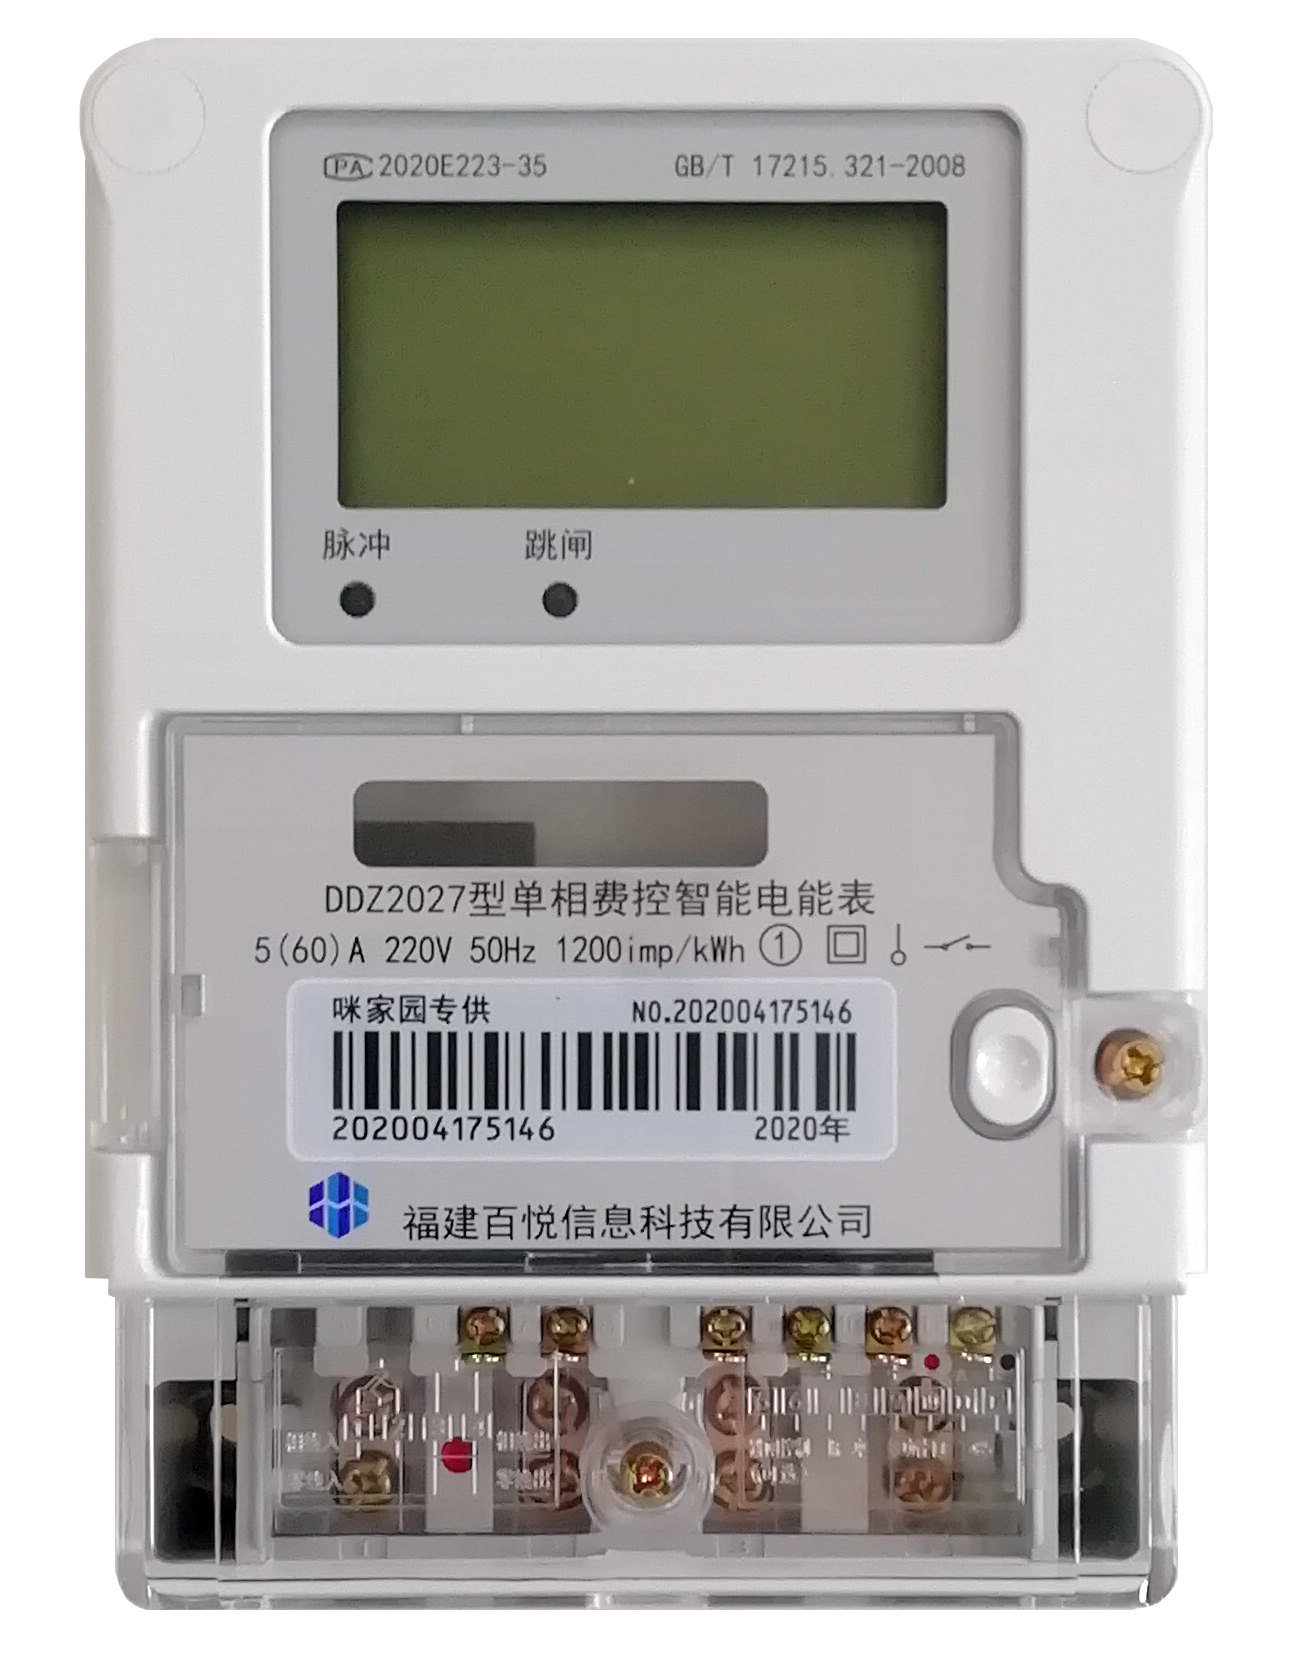 CPA 2020E223-35 GB/T 17215.321-2008
脉冲 跳闸
DDZ2027型单相费控智能电能表
5(60)A 220V 50Hz 1200imp/kWh ①
咪家园专供 NO.202004175146
202004175146 2020年
福建百悦信息科技有限公司